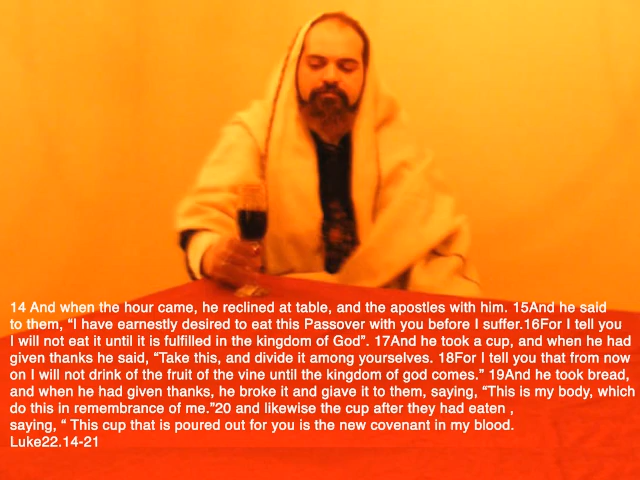 14 And when the hour came, he reclined at table, and the apostles with him. 15And he said
to them, “I have earnestly desired to eat this Passover with you before I suffer.16For I tell you
I will not eat it until it is fulfilled in the kingdom of God”. 17And he took a cup, and when he had
given thanks he said, “Take this, and divide it among yourselves. 18For I tell you that from now
on I will not drink of the fruit of the vine until the kingdom of god comes.” 19And he took bread,
and when he had given thanks, he broke it and giave it to them, saying, “This is my body, which
do this in remembrance of me.”20 and likewise the cup after they had eaten ,
saying, “ This cup that is poured out for you is the new covenant in my blood.
Luke22.14-21